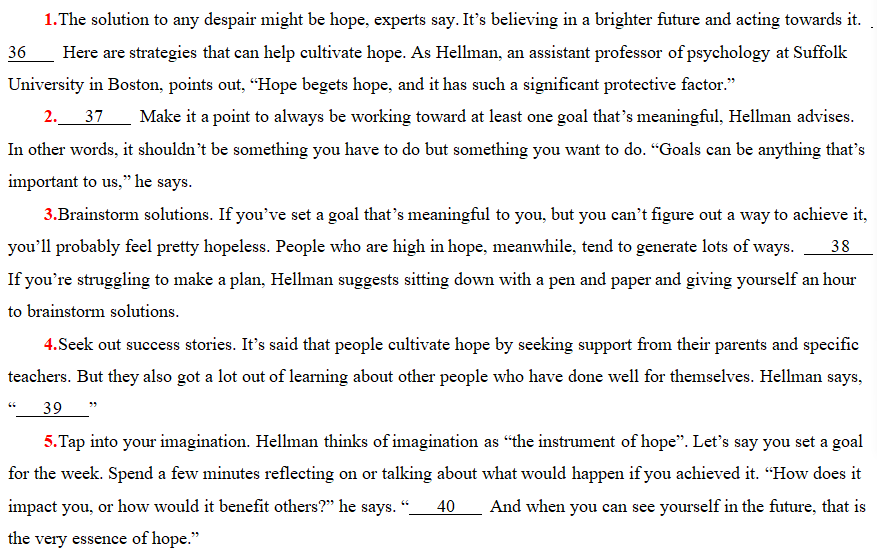 1.The solution to any despair might be hope, experts say. It's believing in a brighter future and acting towards it.
36 Here are strategies that can help cultivate hope. As Hellman, an assistant professor of psychology at Suffolk
University in Boston, points out, “Hope begets hope, and it has such a significant protective factor.”
2. 37 Make it a point to always be working toward at least one goal that's meaningful, Hellman advises.
In other words, it shouldn't be something you have to do but something you want to do. “Goals can be anything that's
important to us,” he says.
3.Brainstorm solutions. If you've set a goal that's meaningful to you, but you can't figure out a way to achieve it,
you'll probably feel pretty hopeless. People who are high in hope, meanwhile, tend to generate lots of ways. 38
If you're struggling to make a plan, Hellman suggests sitting down with a pen and paper and giving yourself an hour
to brainstorm solutions.
4.Seek out success stories. It's said that people cultivate hope by seeking support from their parents and specific
teachers. But they also got a lot out of learning about other people who have done well for themselves. Hellman says,
“ 39 ”
5.Tap into your imagination. Hellman thinks of imagination as “the instrument of hope”. Let's say you set a goal
for the week. Spend a few minutes reflecting on or talking about what would happen if you achieved it. “How does it
impact you, or how would it benefit others?” he says. “ 40 And when you can see yourself in the future, that is
the very essence of hope.”